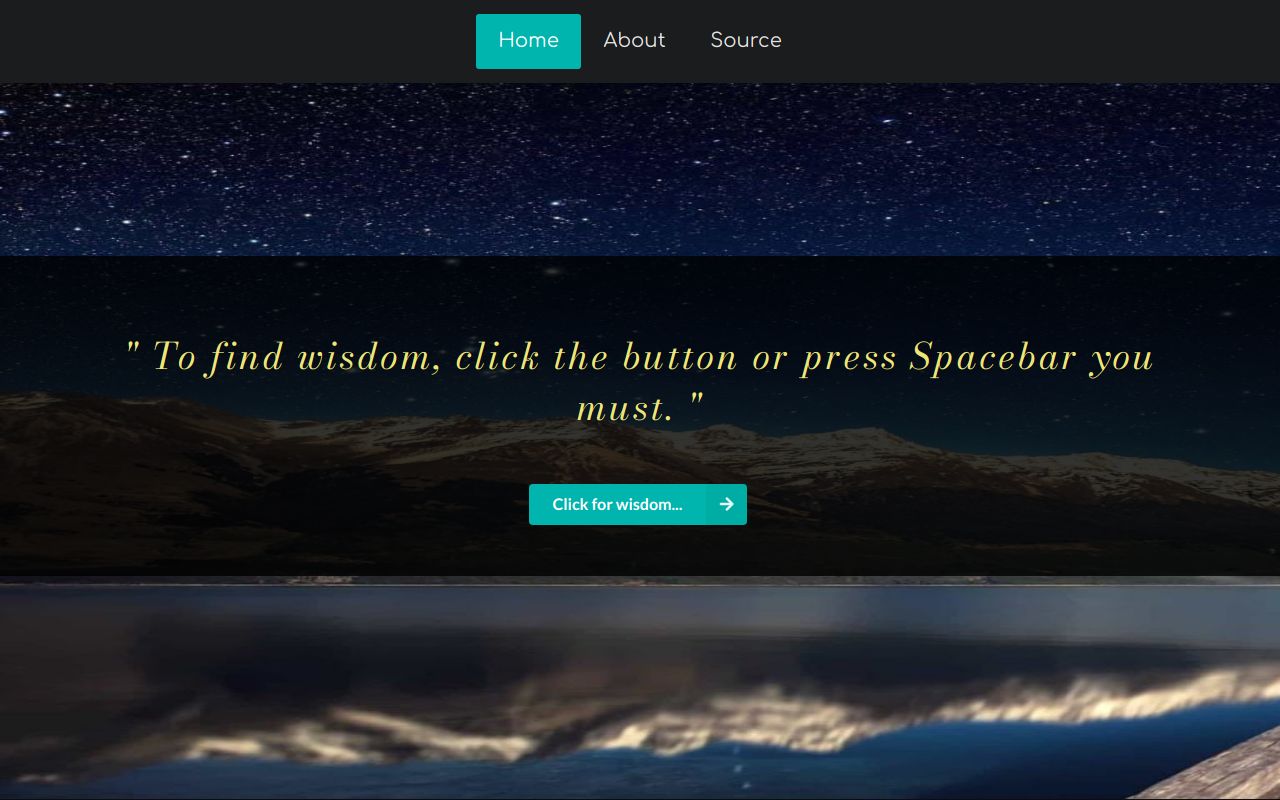 Home About Source
" To find wisdom, click the button or press Spacebar you
must. "
Click for wisdom...